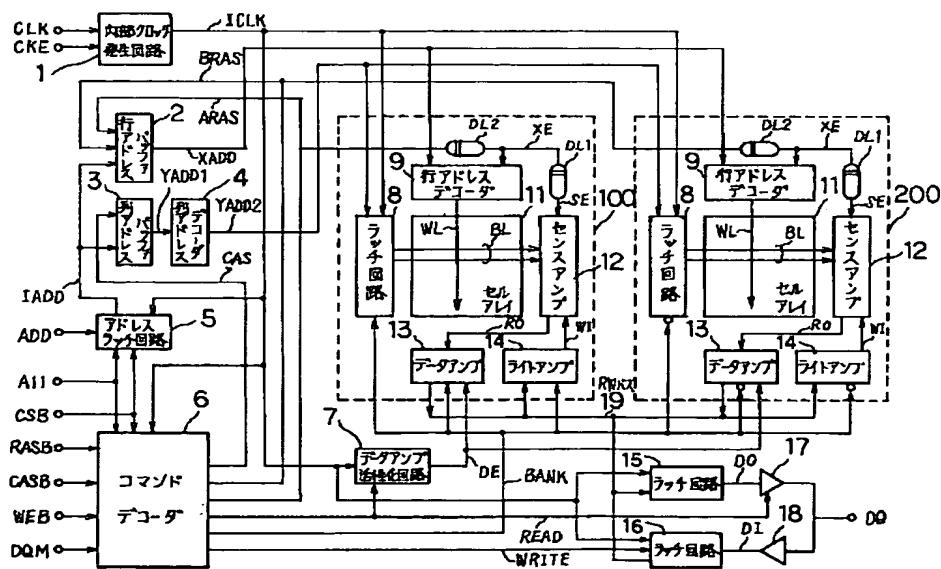 CLK
CKE
内部クロック
発生回路
1
ICLK
BRAS
ARAS
行アドレス
バッファ
2
XADD
3
YADD1
4
列アドレス
バッファ
列アドレス
デコーダ
YADD2
CAS
IADD
ADD
アドレス
ラッチ回路
5
A11
CSB
RASB
CASB
WEB
DQM
6
コマンド
デコーダ
7
データアンプ
活性化回路
DE
BANK
READ
WRITE
DL2
XE
DL1
9
行アドレス
デコーダ
8
ラッチ回路
WL
11
BL
セル
アレイ
SE
センスアンプ
100
12
13
RO
14
WI
データアンプ
ライトアンプ
DL2
XE
DL1
9
行アドレス
デコーダ
8
ラッチ回路
WL
11
BL
セル
アレイ
SE
センスアンプ
200
12
13
RO
14
WI
データアンプ
ライトアンプ
19
15
ラッチ回路
DO
17
16
ラッチ回路
DI
18
DQ